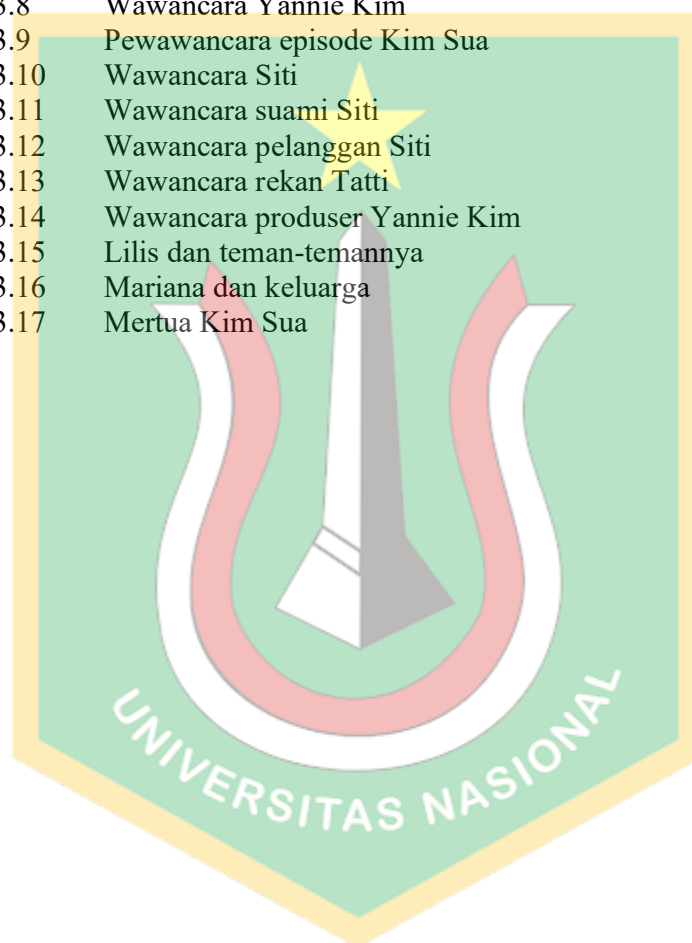 3.8 Wawancara Yannie Kim
3.9 Pewawancara episode Kim Sua
3.10 Wawancara Siti
3.11 Wawancara suami Siti
3.12 Wawancara pelanggan Siti
3.13 Wawancara rekan Tatti
3.14 Wawancara produser Yannie Kim
3.15 Lilis dan teman-temannya
3.16 Mariana dan keluarga
3.17 Mertua Kim Sua
UNIVERSITAS NASIONAL